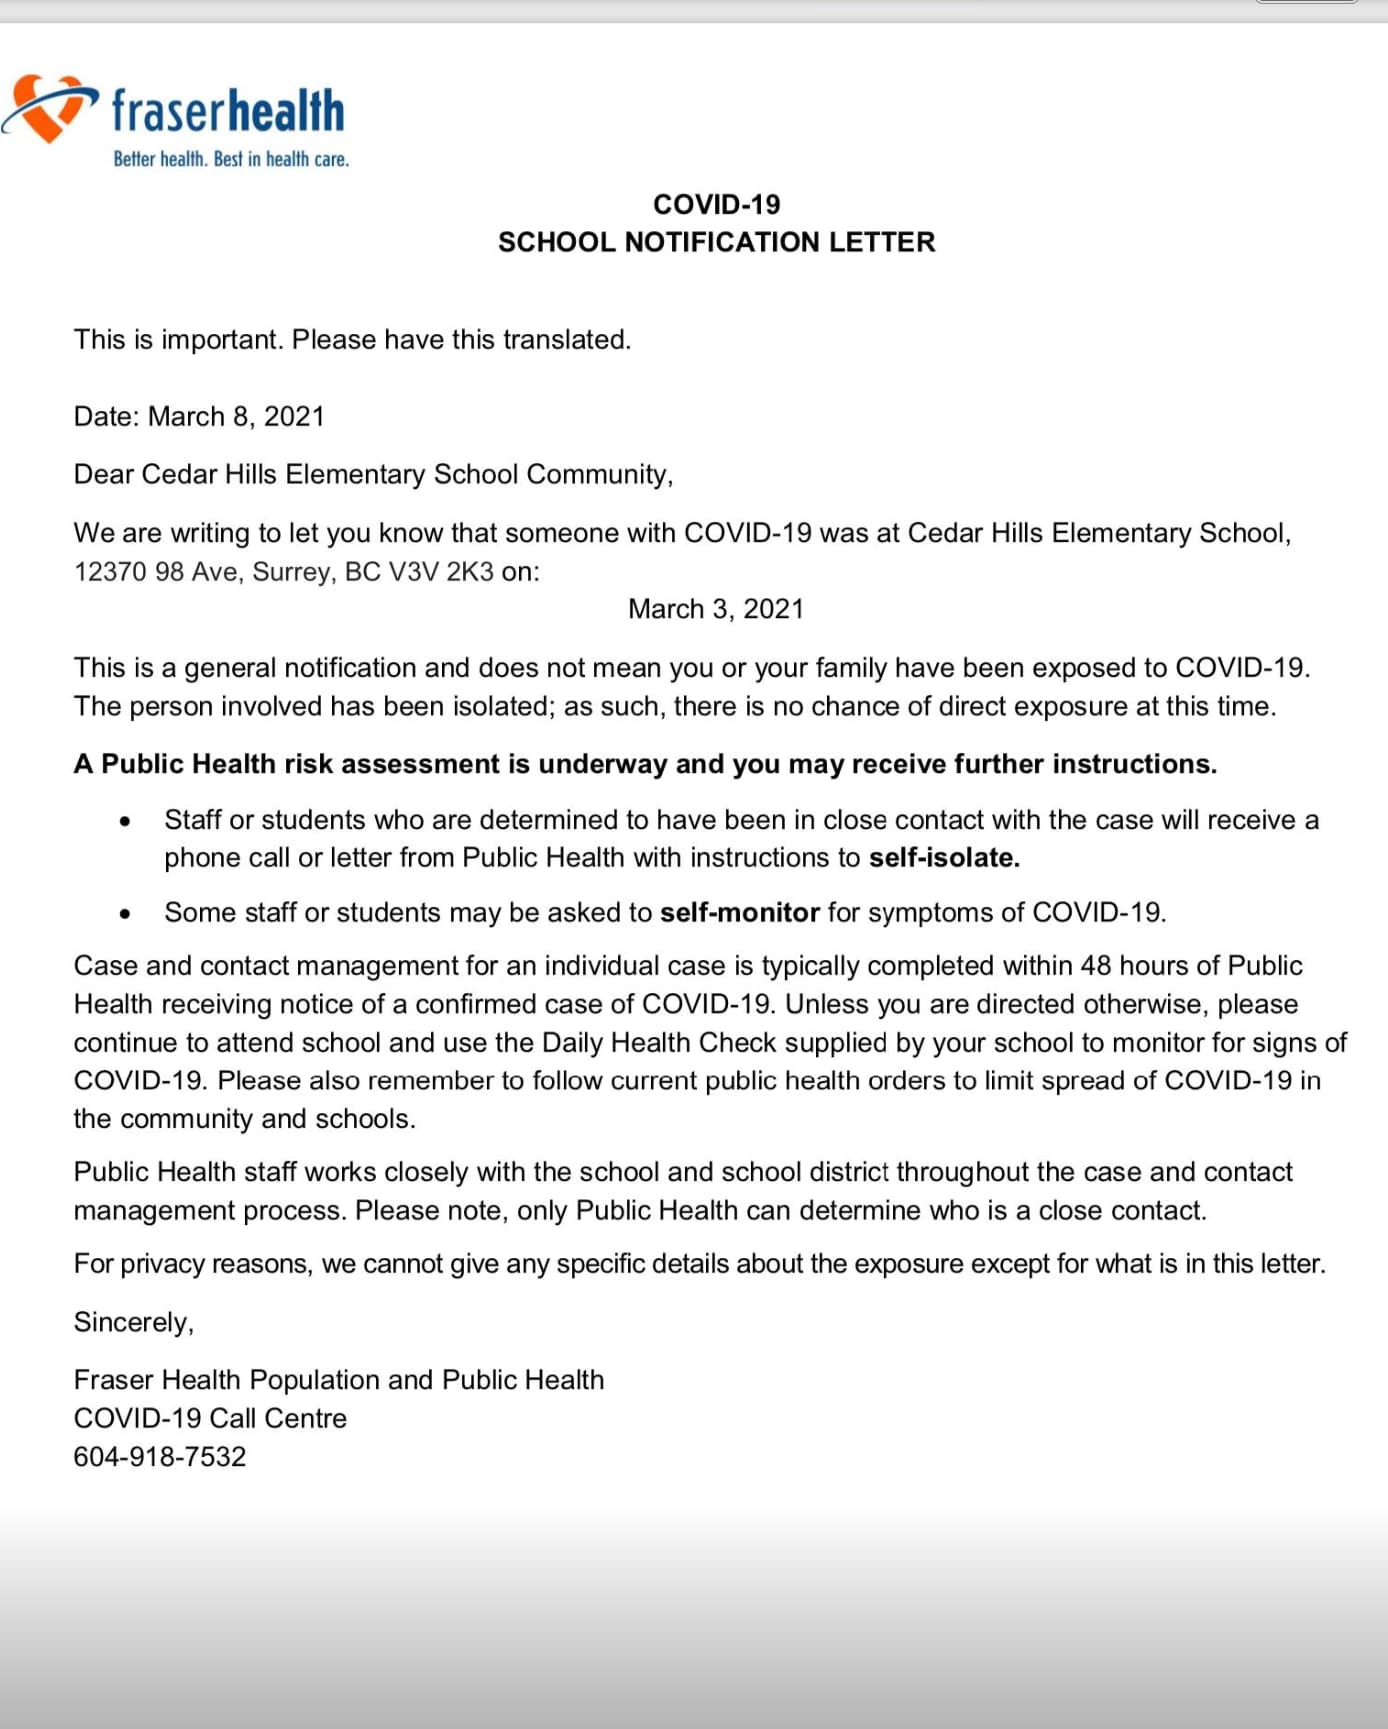 fraserhealth
Better health. Best in health care.
COVID-19
SCHOOL NOTIFICATION LETTER
This is important. Please have this translated.
Date: March 8, 2021
Dear Cedar Hills Elementary School Community,
We are writing to let you know that someone with COVID-19 was at Cedar Hills Elementary School,
12370 98 Ave, Surrey, BC V3V 2K3 on:
March 3, 2021
This is a general notification and does not mean you or your family have been exposed to COVID-19.
The person involved has been isolated; as such, there is no chance of direct exposure at this time.
A Public Health risk assessment is underway and you may receive further instructions.
• Staff or students who are determined to have been in close contact with the case will receive a
phone call or letter from Public Health with instructions to self-isolate.
• Some staff or students may be asked to self-monitor for symptoms of COVID-19.
Case and contact management for an individual case is typically completed within 48 hours of Public
Health receiving notice of a confirmed case of COVID-19. Unless you are directed otherwise, please
continue to attend school and use the Daily Health Check supplied by your school to monitor for signs of
COVID-19. Please also remember to follow current public health orders to limit spread of COVID-19 in
the community and schools.
Public Health staff works closely with the school and school district throughout the case and contact
management process. Please note, only Public Health can determine who is a close contact.
For privacy reasons, we cannot give any specific details about the exposure except for what is in this letter.
Sincerely,
Fraser Health Population and Public Health
COVID-19 Call Centre
604-918-7532